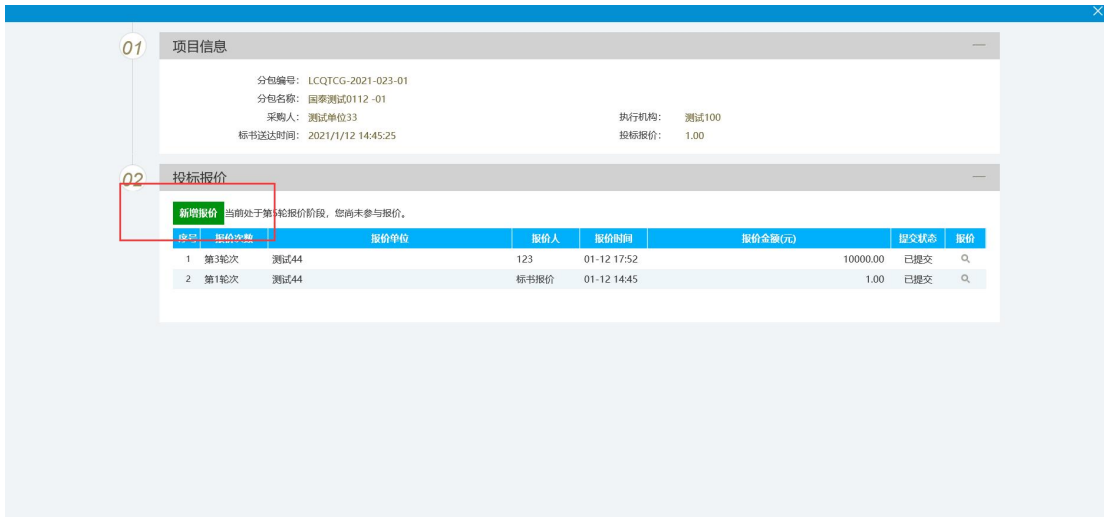 01 项目信息
分包编号: LCQTCG-2021-023-01
分包名称: 国泰测试0112 -01
采购人: 测试单位33 执行机构: 测试100
标书送达时间: 2021/1/12 14:45:25 投标报价: 1.00
02 投标报价
新增报价 当前处于第5轮报价阶段，您尚未参与报价。
序号 报价次数 报价单位 报价人 报价时间 报价金额(元) 提交状态 报价
1 第3轮次 测试44 123 01-12 17:52 10000.00 已提交
2 第1轮次 测试44 标书报价 01-12 14:45 1.00 已提交